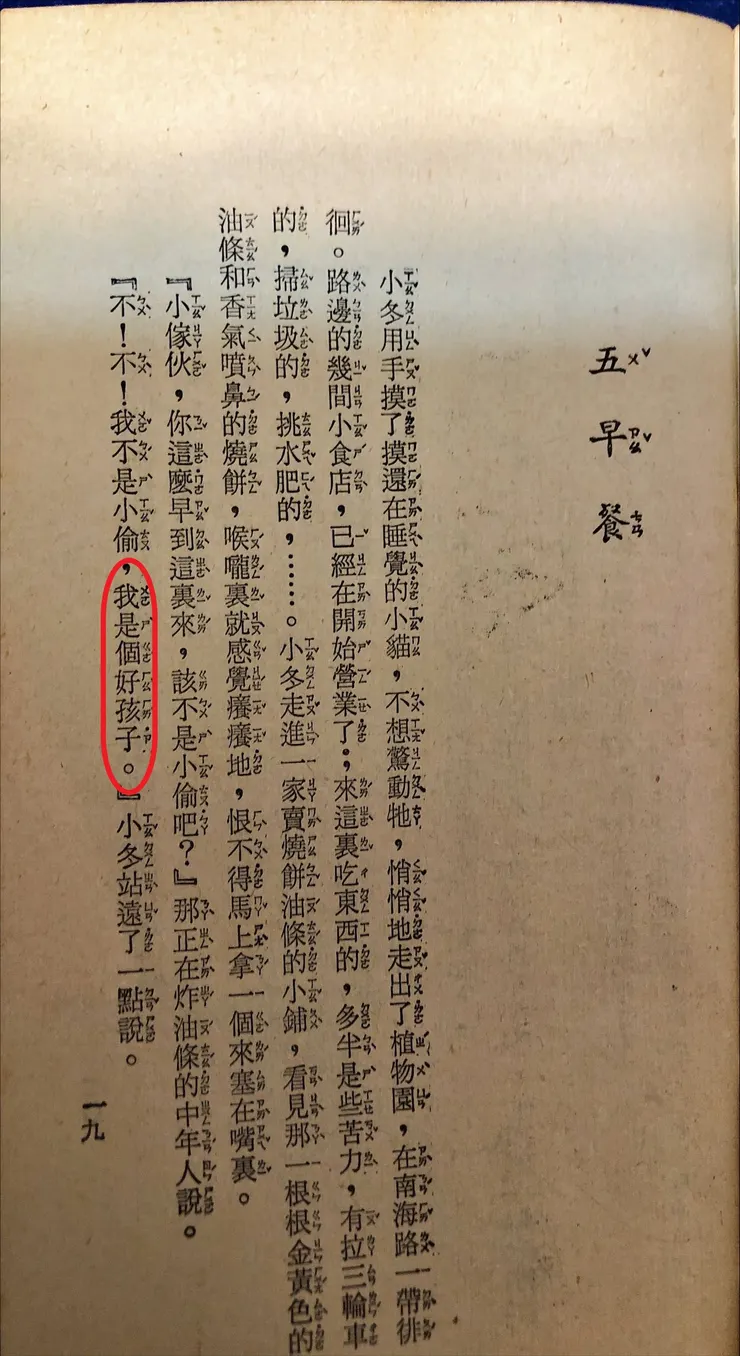 五 早餐
小冬用手摸了摸還在睡覺的小貓，不想驚動牠，悄悄地走出了植物園，在南海路一帶徘
徊。路邊的幾間小食店，已經在開始營業了；來這裏吃東西的，多半是些苦力，有拉三輪車
的，掃垃圾的，挑水肥的，……。小冬走進一家賣燒餅油條的小鋪，看見那一根根金黃色的
油條和香氣噴鼻的燒餅，喉嚨裏就感覺癢癢地，恨不得馬上拿一個來塞在嘴裏。
『小傢伙，你這麼早到這裏來，該不是小偷吧？』那正在炸油條的中年人說。
『不！不！我不是小偷，我是個好孩子。』小冬站遠了一點說。
一九